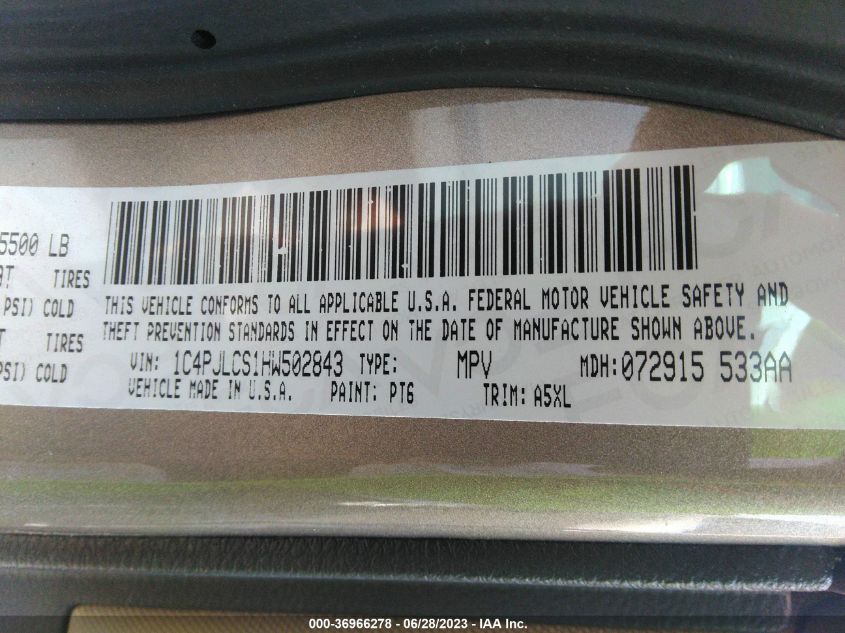 5500 LB
TIRES
PSI) COLD
THIS VEHICLE CONFORMS TO ALL APPLICABLE U.S.A. FEDERAL MOTOR VEHICLE SAFETY AND
THEFT PREVENTION STANDARDS IN EFFECT ON THE DATE OF MANUFACTURE SHOWN ABOVE.
TIRES
PSI) COLD
VIN: 1C4PJLCS1HW502843 TYPE: MPV MDH:072915 533AA
VEHICLE MADE IN U.S.A. PAINT: PT6 TRIM: A5XL
000-36966278 - 06/28/2023 - IAA Inc.